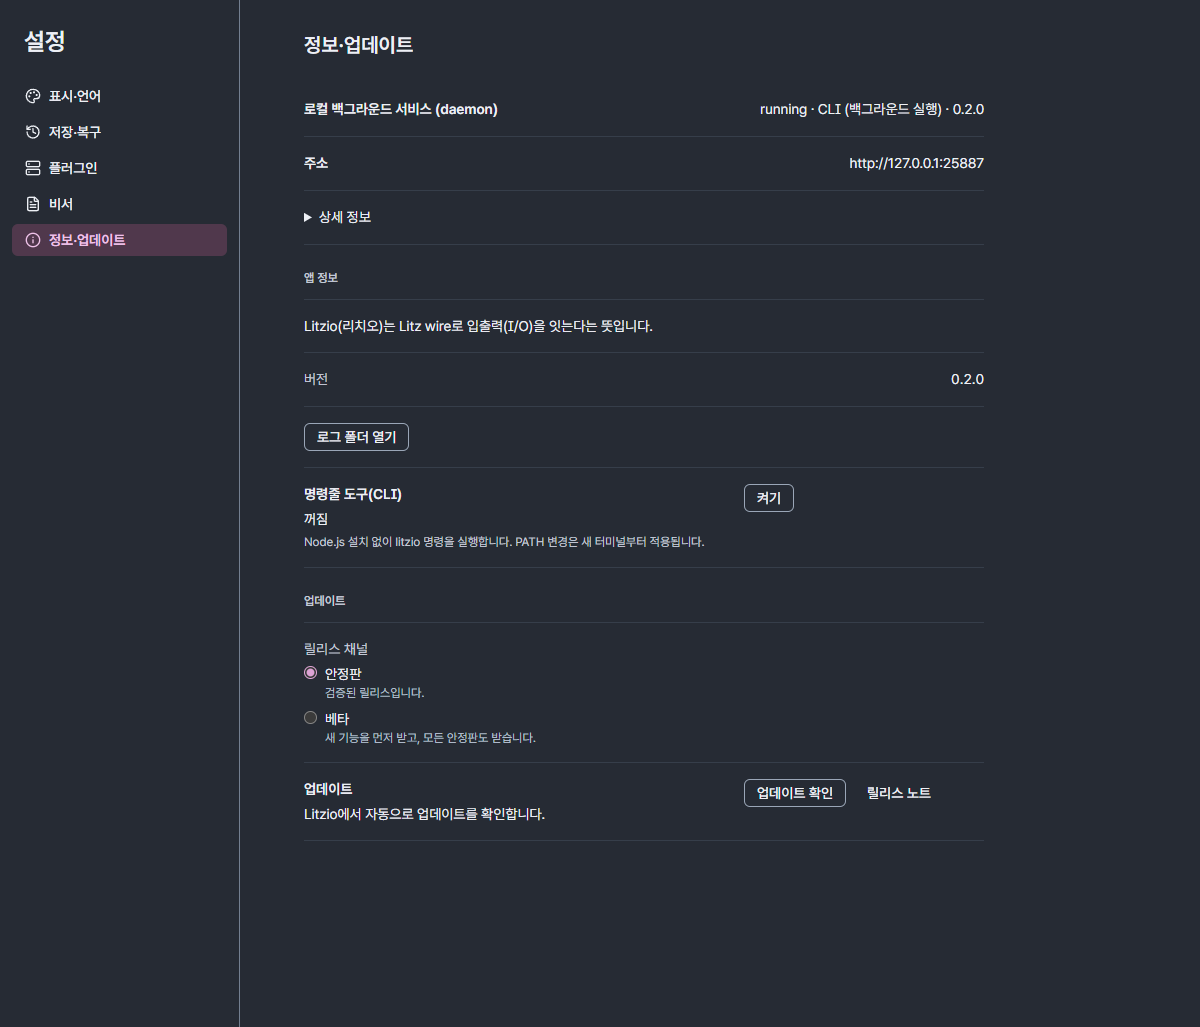 설정
표시·언어
저장·복구
플러그인
비서
정보·업데이트
정보·업데이트
로컬 백그라운드 서비스 (daemon)
running · CLI (백그라운드 실행) · 0.2.0
주소
http://127.0.0.1:25887
상세 정보
앱 정보
Litzio(리치오)는 Litz wire로 입출력(I/O)을 잇는다는 뜻입니다.
버전
0.2.0
로그 폴더 열기
명령줄 도구(CLI)
켜기
꺼짐
Node.js 설치 없이 litzio 명령을 실행합니다. PATH 변경은 새 터미널부터 적용됩니다.
업데이트
릴리스 채널
안정판
검증된 릴리스입니다.
베타
새 기능을 먼저 받고, 모든 안정판도 받습니다.
업데이트
업데이트 확인
릴리스 노트
Litzio에서 자동으로 업데이트를 확인합니다.